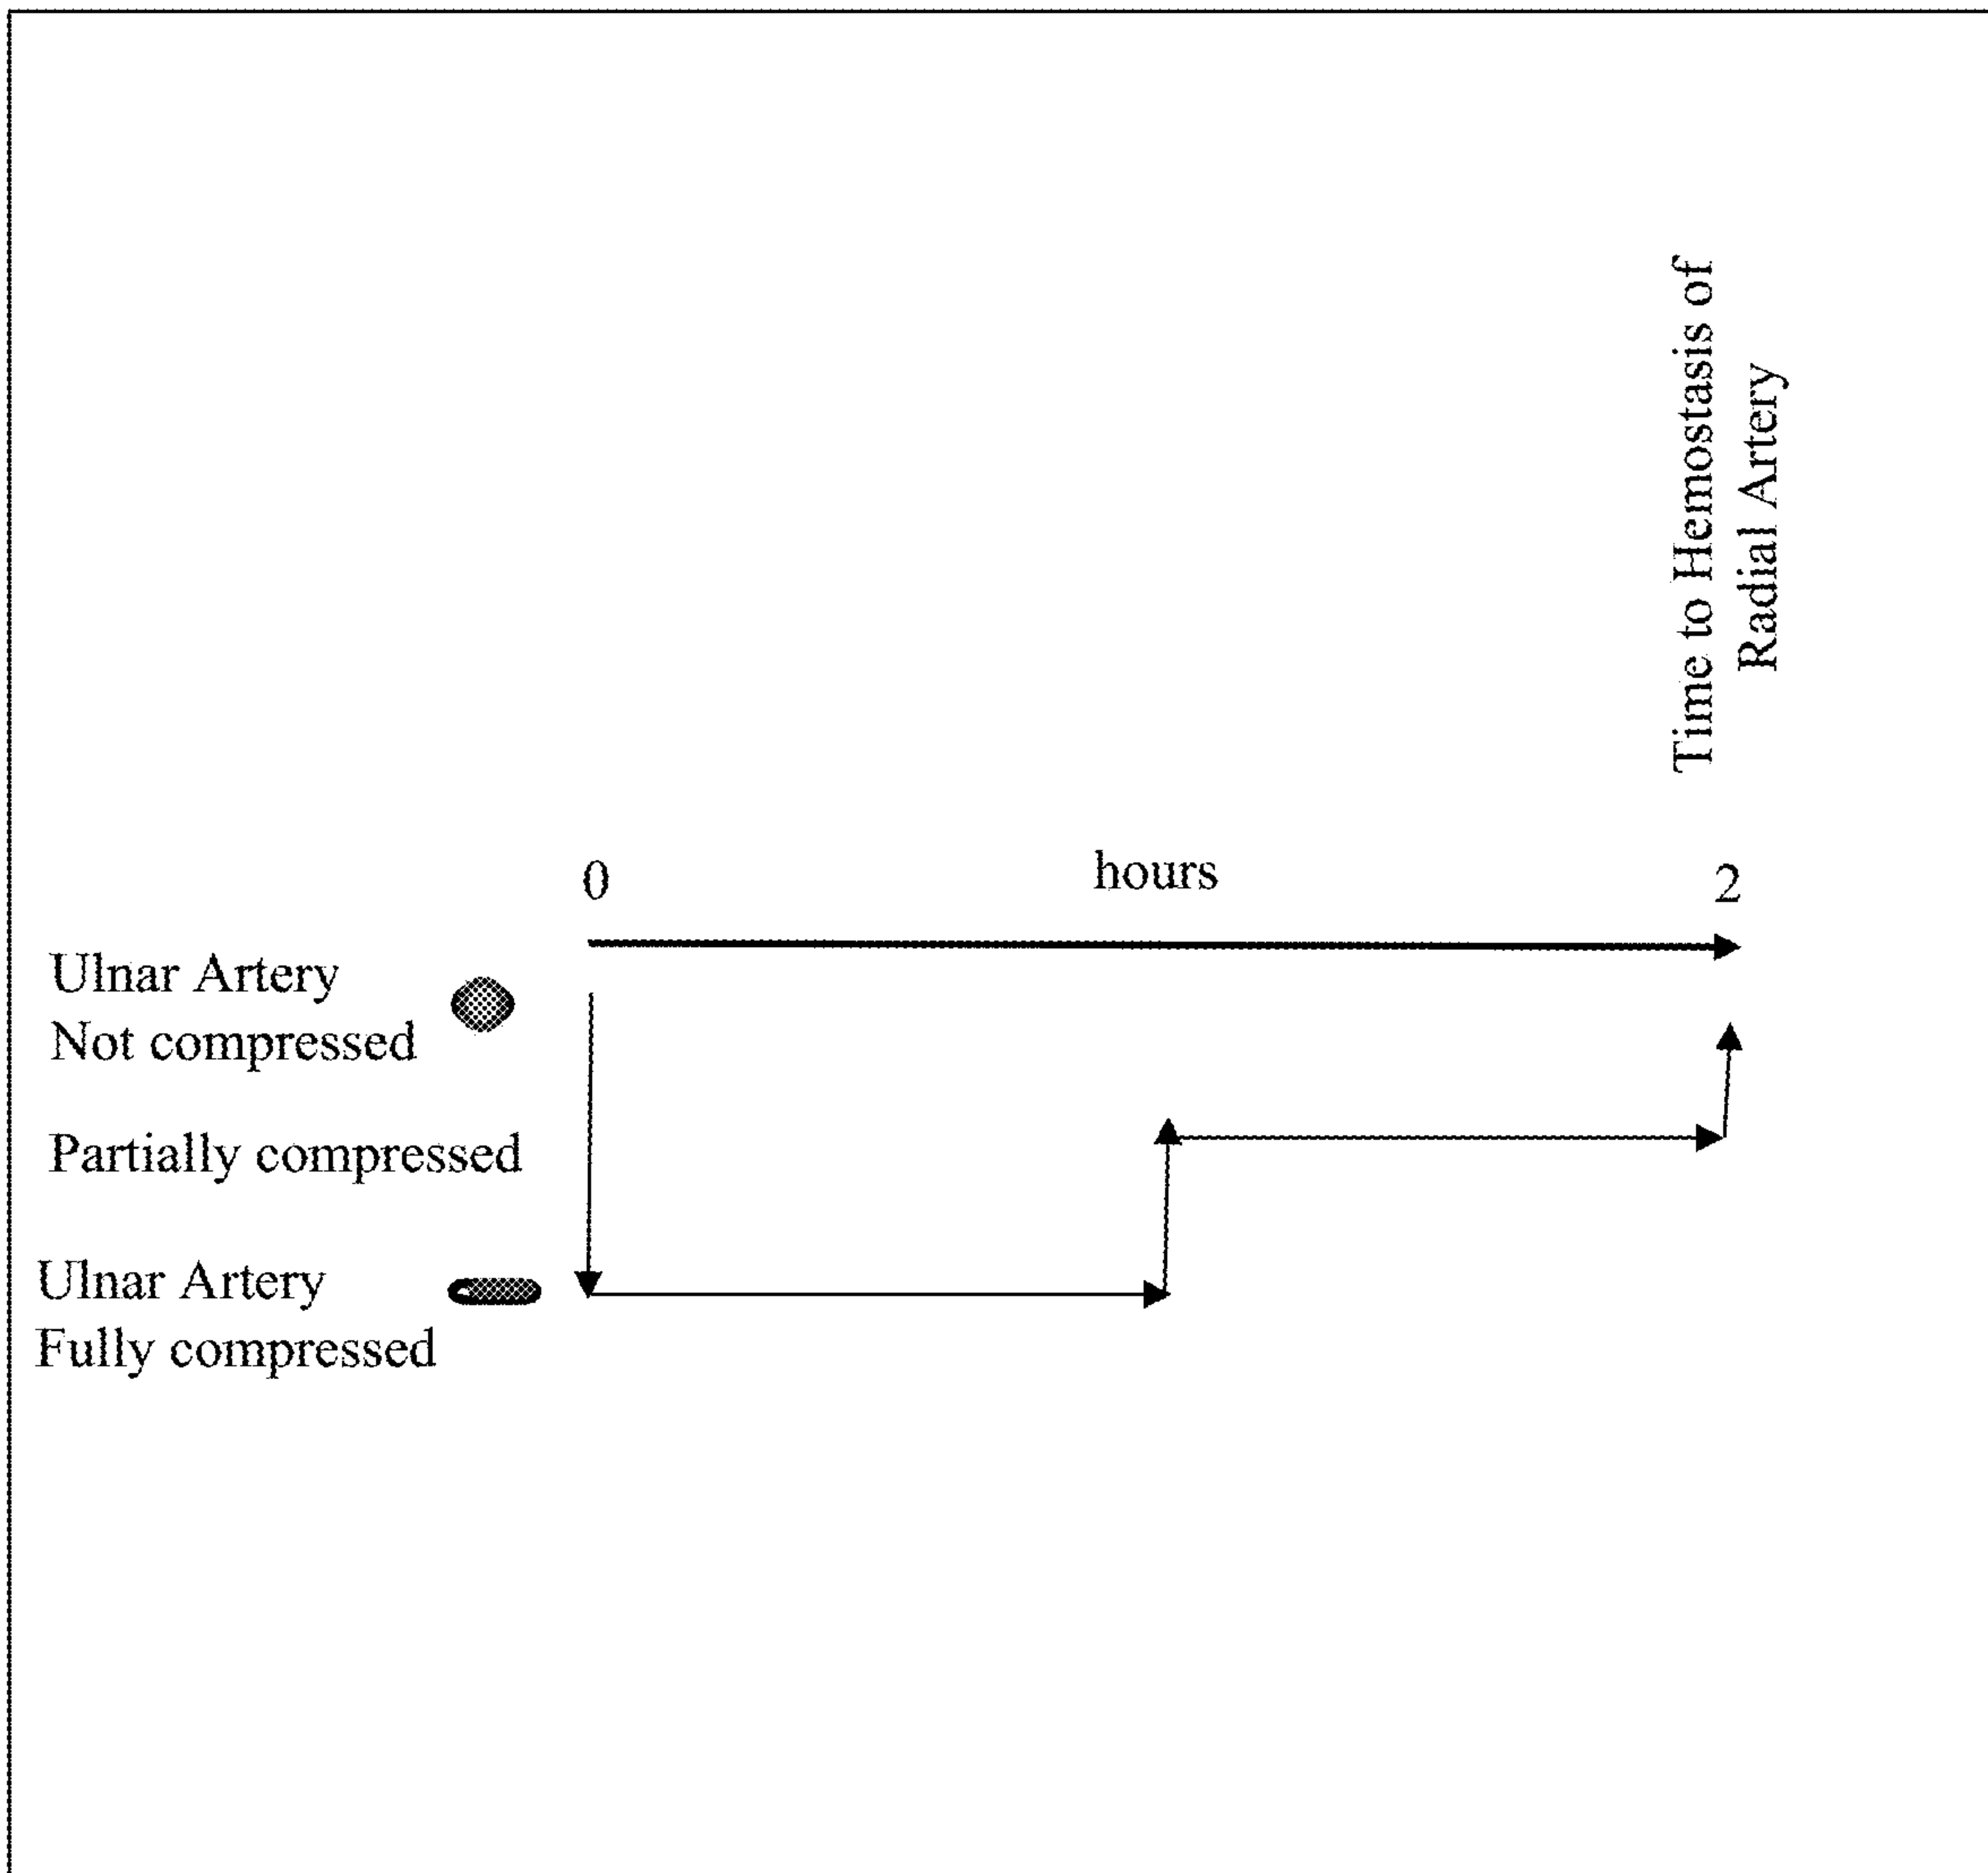 Time to Hemostasis of
Radial Artery
0 hours 2
Ulnar Artery
Not compressed
Partially compressed
Ulnar Artery
Fully compressed